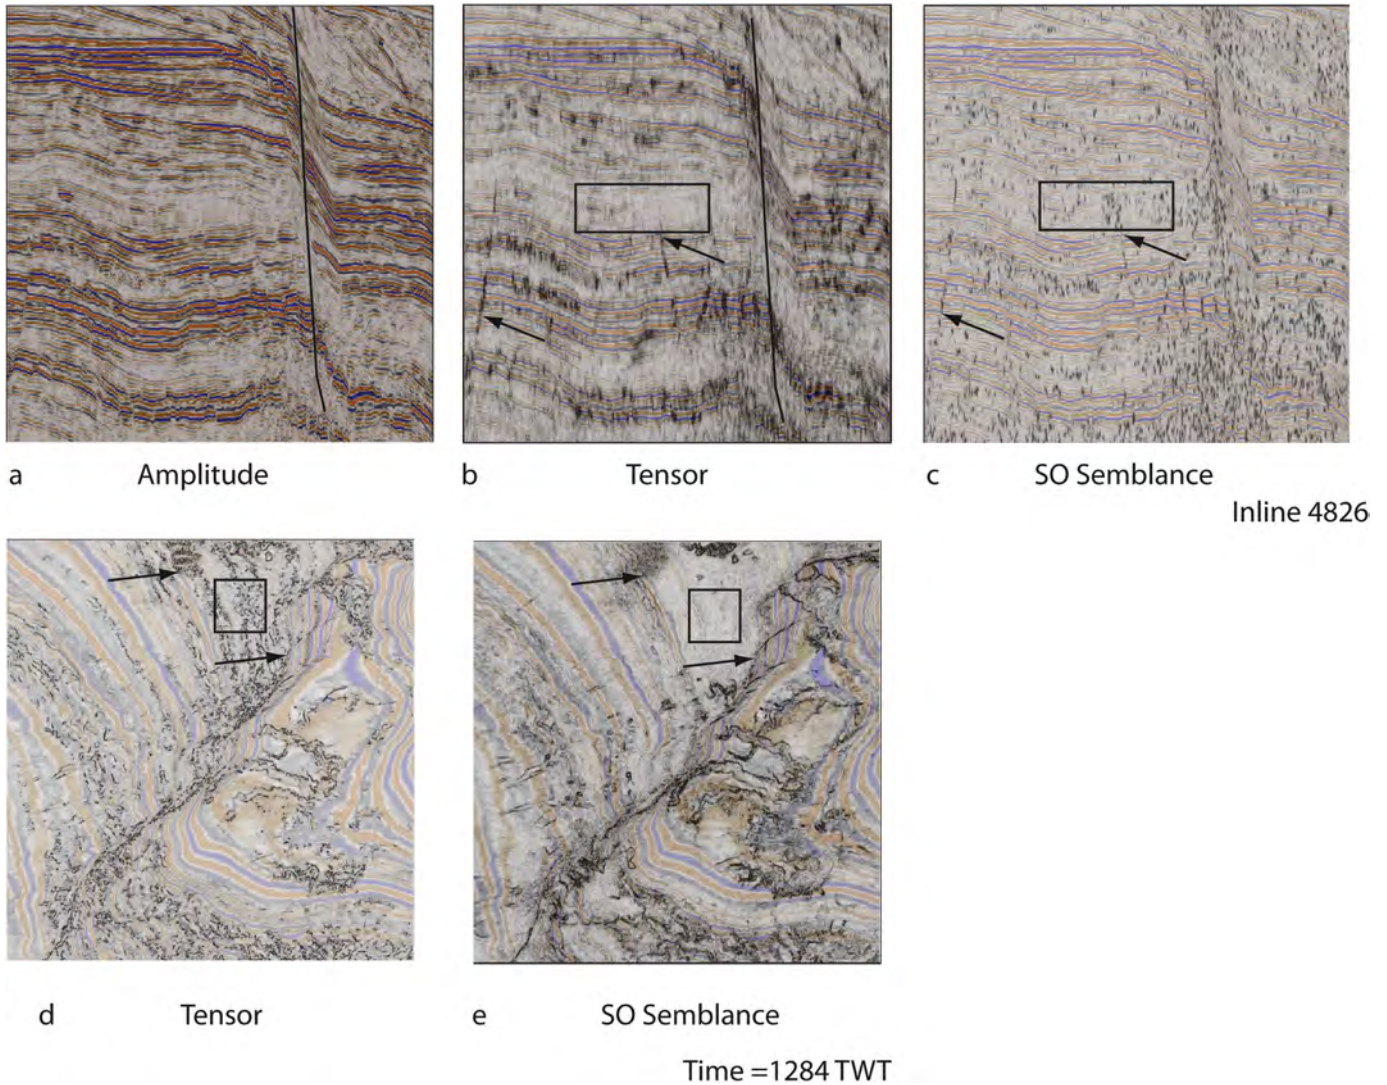 a Amplitude b Tensor c SO Semblance
Inline 4826
d Tensor e SO Semblance
Time =1284 TWT